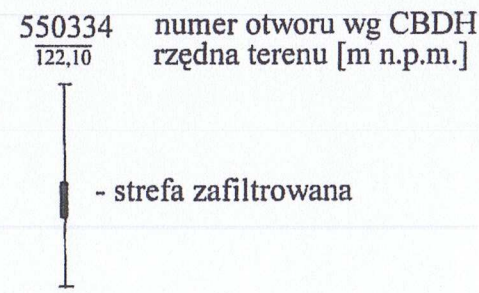 550334 numer otworu wg CBDH
122,10 rzędna terenu [m n.p.m.]
- strefa zafiltrowana